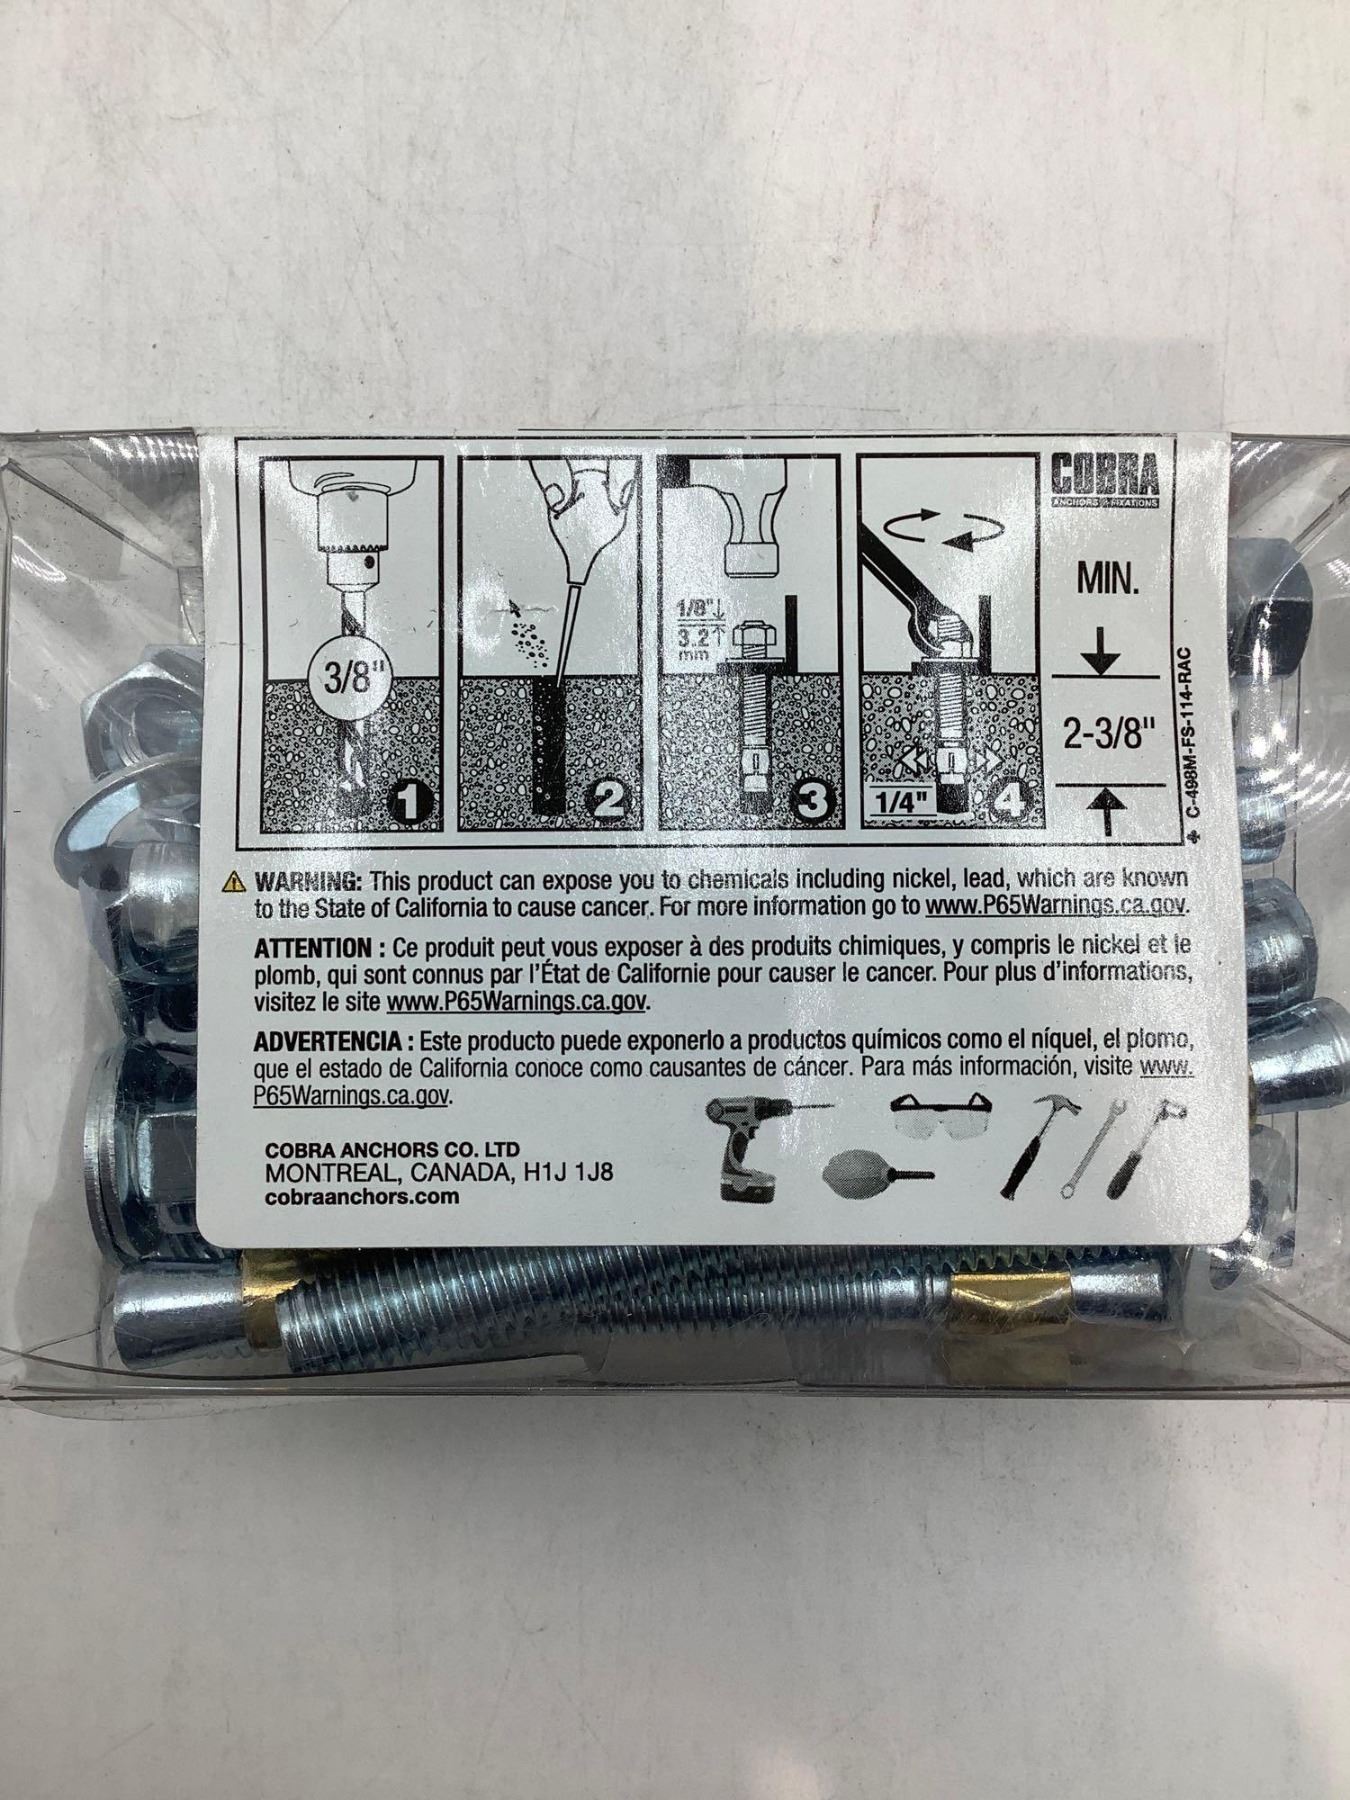 COBRA
ANCHORS & FIXATIONS
3/8"
1
2
1/8"
3.2
mm
3
1/4"
4
MIN.
2-3/8"
C-498M-FS-114-RAC
WARNING: This product can expose you to chemicals including nickel, lead, which are known
to the State of California to cause cancer. For more information go to www.P65Warnings.ca.gov.
ATTENTION : Ce produit peut vous exposer à des produits chimiques, y compris le nickel et le
plomb, qui sont connus par l'État de Californie pour causer le cancer. Pour plus d'informations,
visitez le site www.P65Warnings.ca.gov.
ADVERTENCIA : Este producto puede exponerlo a productos químicos como el níquel, el plomo,
que el estado de California conoce como causantes de cáncer. Para más información, visite www.
P65Warnings.ca.gov.
COBRA ANCHORS CO. LTD
MONTREAL, CANADA, H1J 1J8
cobraanchors.com